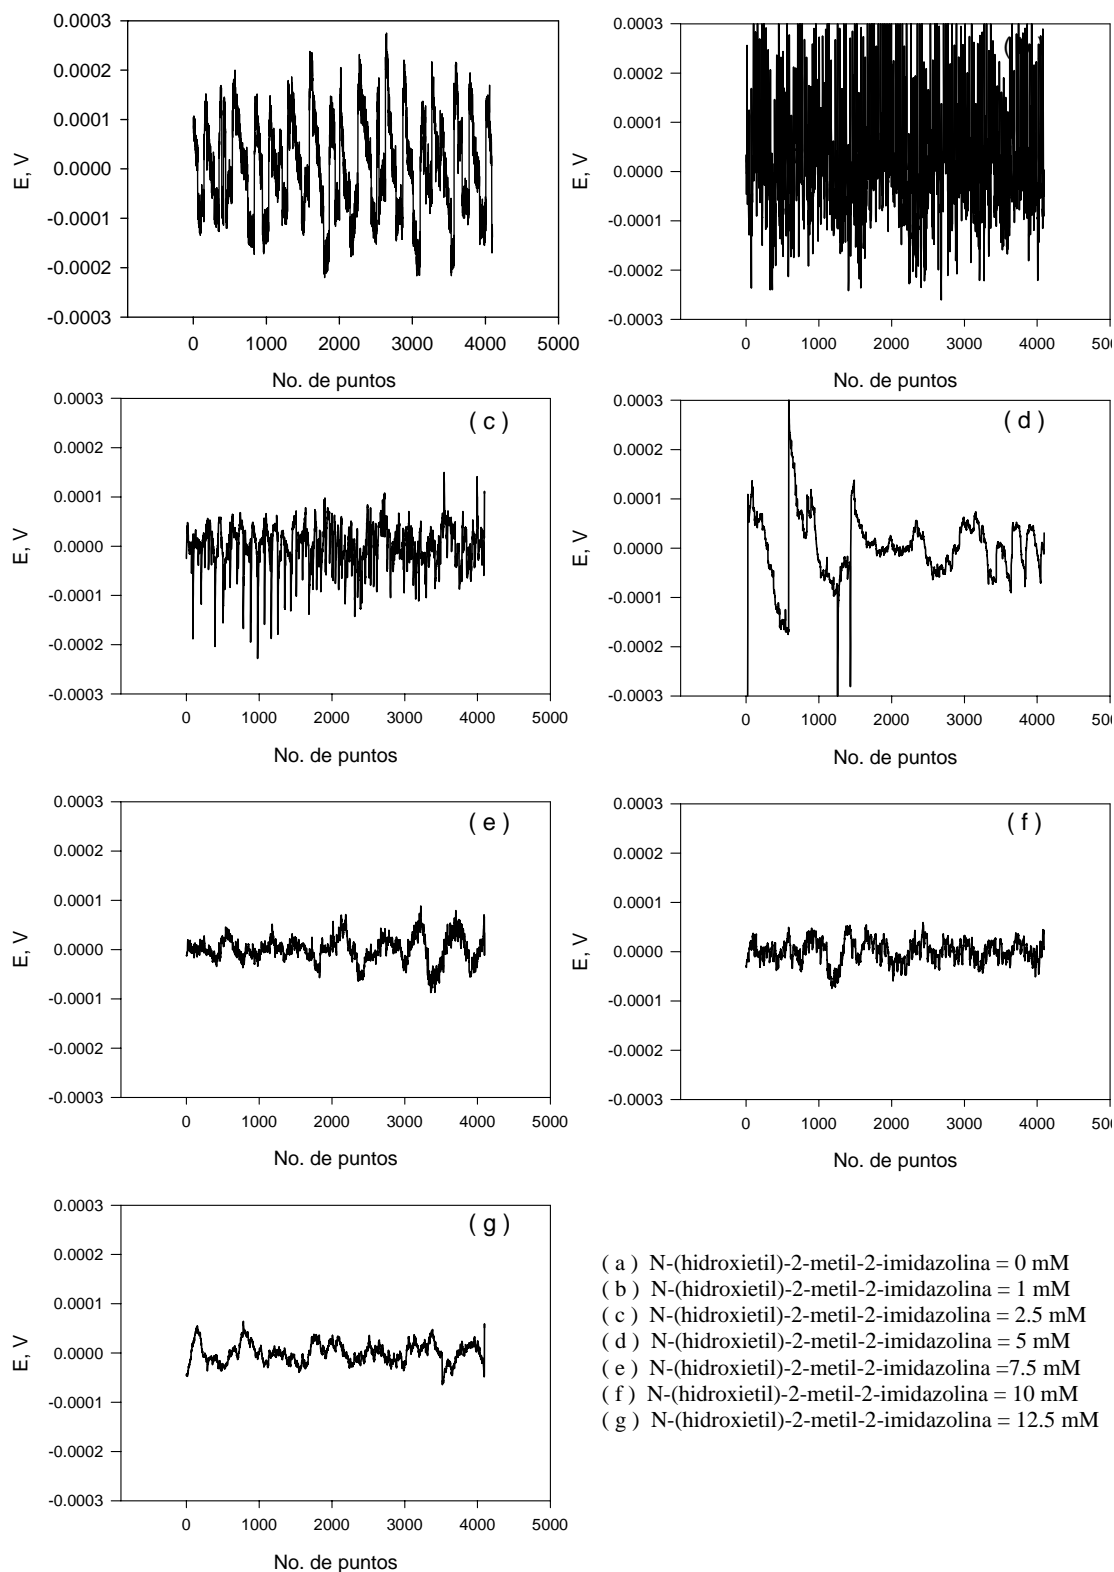 0.0003
0.0002
0.0001
0.0000
-0.0001
-0.0002
-0.0003
E, V
0 1000 2000 3000 4000 5000
No. de puntos
0.0003
0.0002
0.0001
0.0000
-0.0001
-0.0002
-0.0003
E, V
0 1000 2000 3000 4000
No. de puntos
( c )
0.0003
0.0002
0.0001
0.0000
-0.0001
-0.0002
-0.0003
E, V
0 1000 2000 3000 4000 5000
No. de puntos
( d )
0.0003
0.0002
0.0001
0.0000
-0.0001
-0.0002
-0.0003
E, V
0 1000 2000 3000 4000
No. de puntos
( e )
0.0003
0.0002
0.0001
0.0000
-0.0001
-0.0002
-0.0003
E, V
0 1000 2000 3000 4000 5000
No. de puntos
( f )
0.0003
0.0002
0.0001
0.0000
-0.0001
-0.0002
-0.0003
E, V
0 1000 2000 3000 4000
No. de puntos
( g )
0.0003
0.0002
0.0001
0.0000
-0.0001
-0.0002
-0.0003
E, V
0 1000 2000 3000 4000 5000
No. de puntos
( a ) N-(hidroxietil)-2-metil-2-imidazolina = 0 mM
( b ) N-(hidroxietil)-2-metil-2-imidazolina = 1 mM
( c ) N-(hidroxietil)-2-metil-2-imidazolina = 2.5 mM
( d ) N-(hidroxietil)-2-metil-2-imidazolina = 5 mM
( e ) N-(hidroxietil)-2-metil-2-imidazolina =7.5 mM
( f ) N-(hidroxietil)-2-metil-2-imidazolina = 10 mM
( g ) N-(hidroxietil)-2-metil-2-imidazolina = 12.5 mM